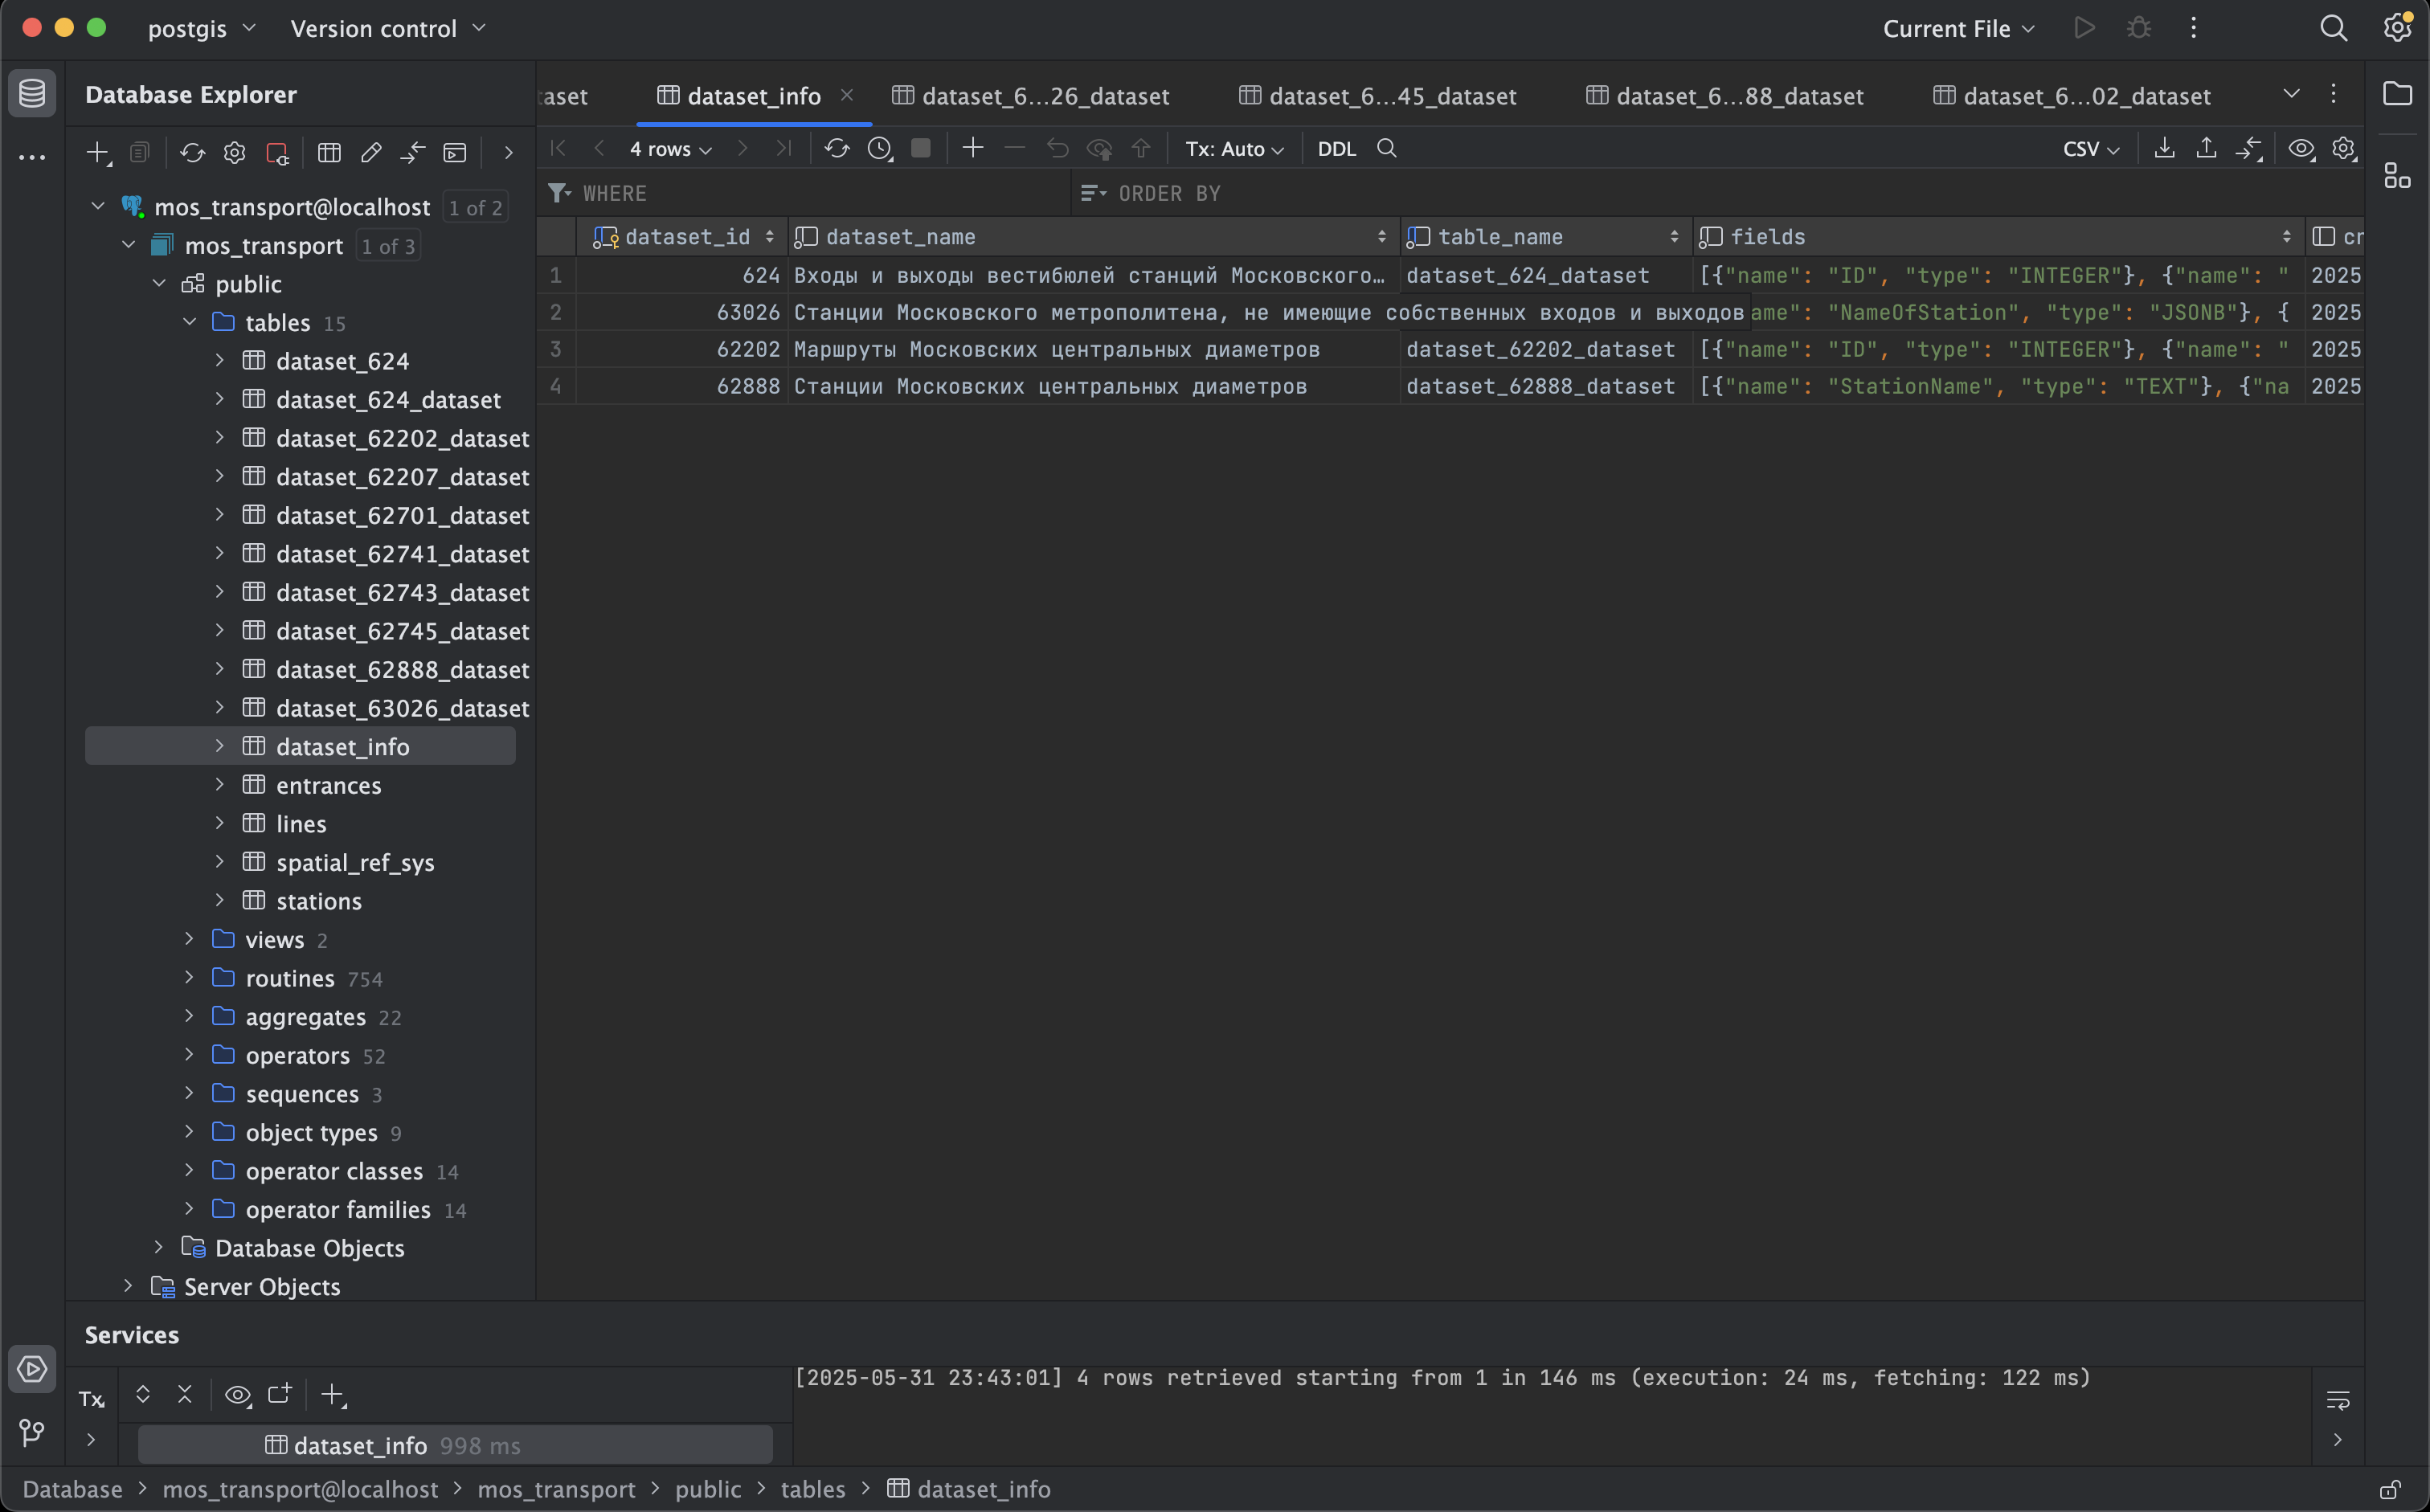 postgis
Version control
Current File
Database Explorer
taset
dataset_info
dataset_6...26_dataset
dataset_6...45_dataset
dataset_6...88_dataset
dataset_6...02_dataset
4 rows
Tx: Auto
DDL
CSV
WHERE
ORDER BY
mos_transport@localhost 1 of 2
mos_transport 1 of 3
public
tables 15
dataset_624
dataset_624_dataset
dataset_62202_dataset
dataset_62207_dataset
dataset_62701_dataset
dataset_62741_dataset
dataset_62743_dataset
dataset_62745_dataset
dataset_62888_dataset
dataset_63026_dataset
dataset_info
entrances
lines
spatial_ref_sys
stations
views 2
routines 754
aggregates 22
operators 52
sequences 3
object types 9
operator classes 14
operator families 14
Database Objects
Server Objects
dataset_id dataset_name table_name fields cr
1 624 Входы и выходы вестибюлей станций Московского… dataset_624_dataset [{"name": "ID", "type": "INTEGER"}, {"name": " 2025
2 63026 Станции Московского метрополитена, не имеющие собственных входов и выходов ame": "NameOfStation", "type": "JSONB"}, { 2025
3 62202 Маршруты Московских центральных диаметров dataset_62202_dataset [{"name": "ID", "type": "INTEGER"}, {"name": " 2025
4 62888 Станции Московских центральных диаметров dataset_62888_dataset [{"name": "StationName", "type": "TEXT"}, {"na 2025
Services
Tx
dataset_info 998 ms
[2025-05-31 23:43:01] 4 rows retrieved starting from 1 in 146 ms (execution: 24 ms, fetching: 122 ms)
Database > mos_transport@localhost > mos_transport > public > tables > dataset_info